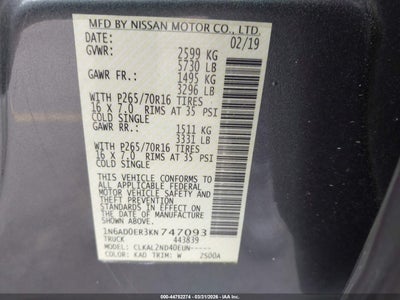 MFD BY NISSAN MOTOR CO., LTD.
DATE: 02/19
GVWR: 2599 KG
5730 LB
GAWR FR.: 1495 KG
3296 LB
WITH P265/70R16 TIRES
16 X 7.0 RIMS AT 35 PSI
COLD SINGLE
GAWR RR.: 1511 KG
3331 LB
WITH P265/70R16 TIRES
16 X 7.0 RIMS AT 35 PSI
COLD SINGLE
THIS VEHICLE CONFORMS TO ALL
APPLICABLE FEDERAL MOTOR VEHICLE
SAFETY AND THEFT PREVENTION
STANDARDS IN EFFECT ON THE DATE OF
MANUFACTURE SHOWN ABOVE.
1N6AD0ER3KN747093
TRUCK 443839
CLKAL2ND40EUN-----
COLOR: KAD TRIM: W 2S00A
000-44752274 - 03/31/2026 - COPYRIGHT IAA